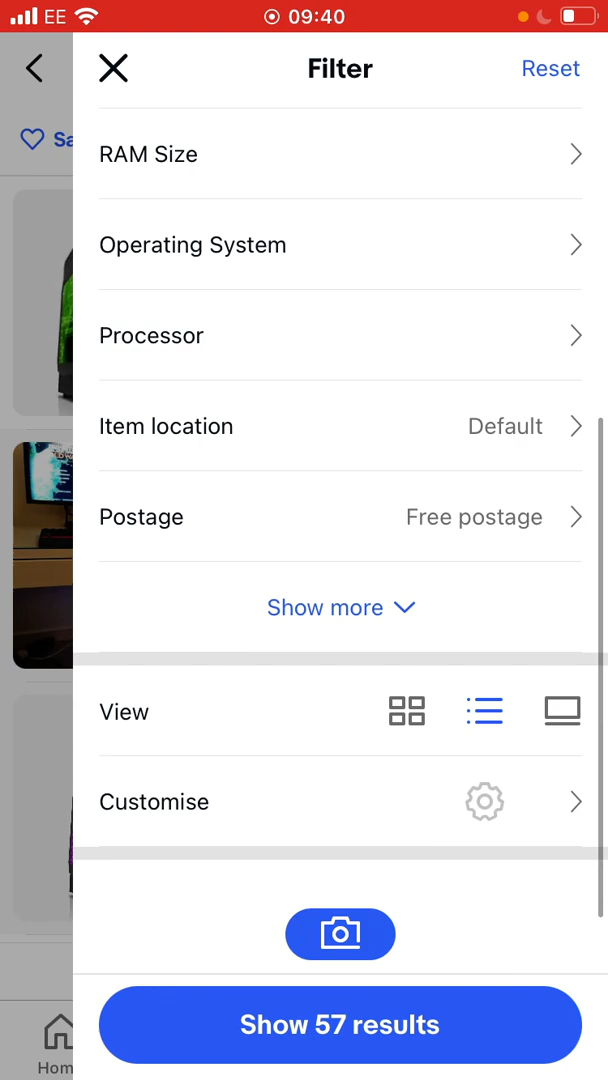 EE 09:40
Filter
Reset
Sa
RAM Size
Operating System
Processor
Item location Default
Postage Free postage
Show more
View
Customise
Show 57 results
Hom